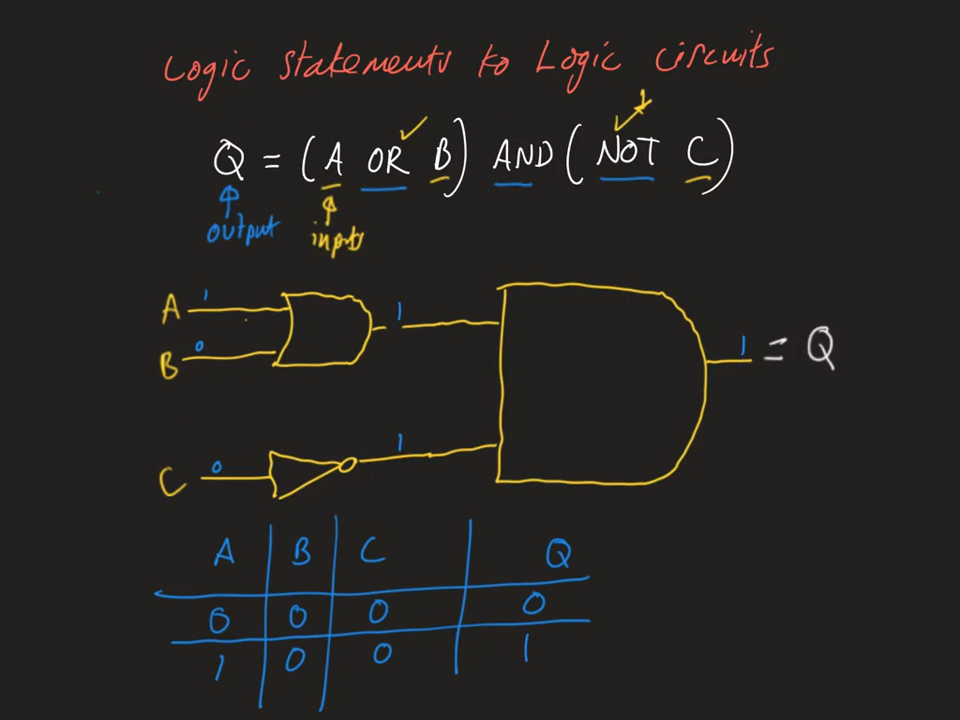 Logic Statements to Logic Circuits
Q = (A OR B) AND (NOT C)
output inputs
A 1
1
B 0
1 = Q
C 0
1
A B C Q
0 0 0 0
1 0 0 1